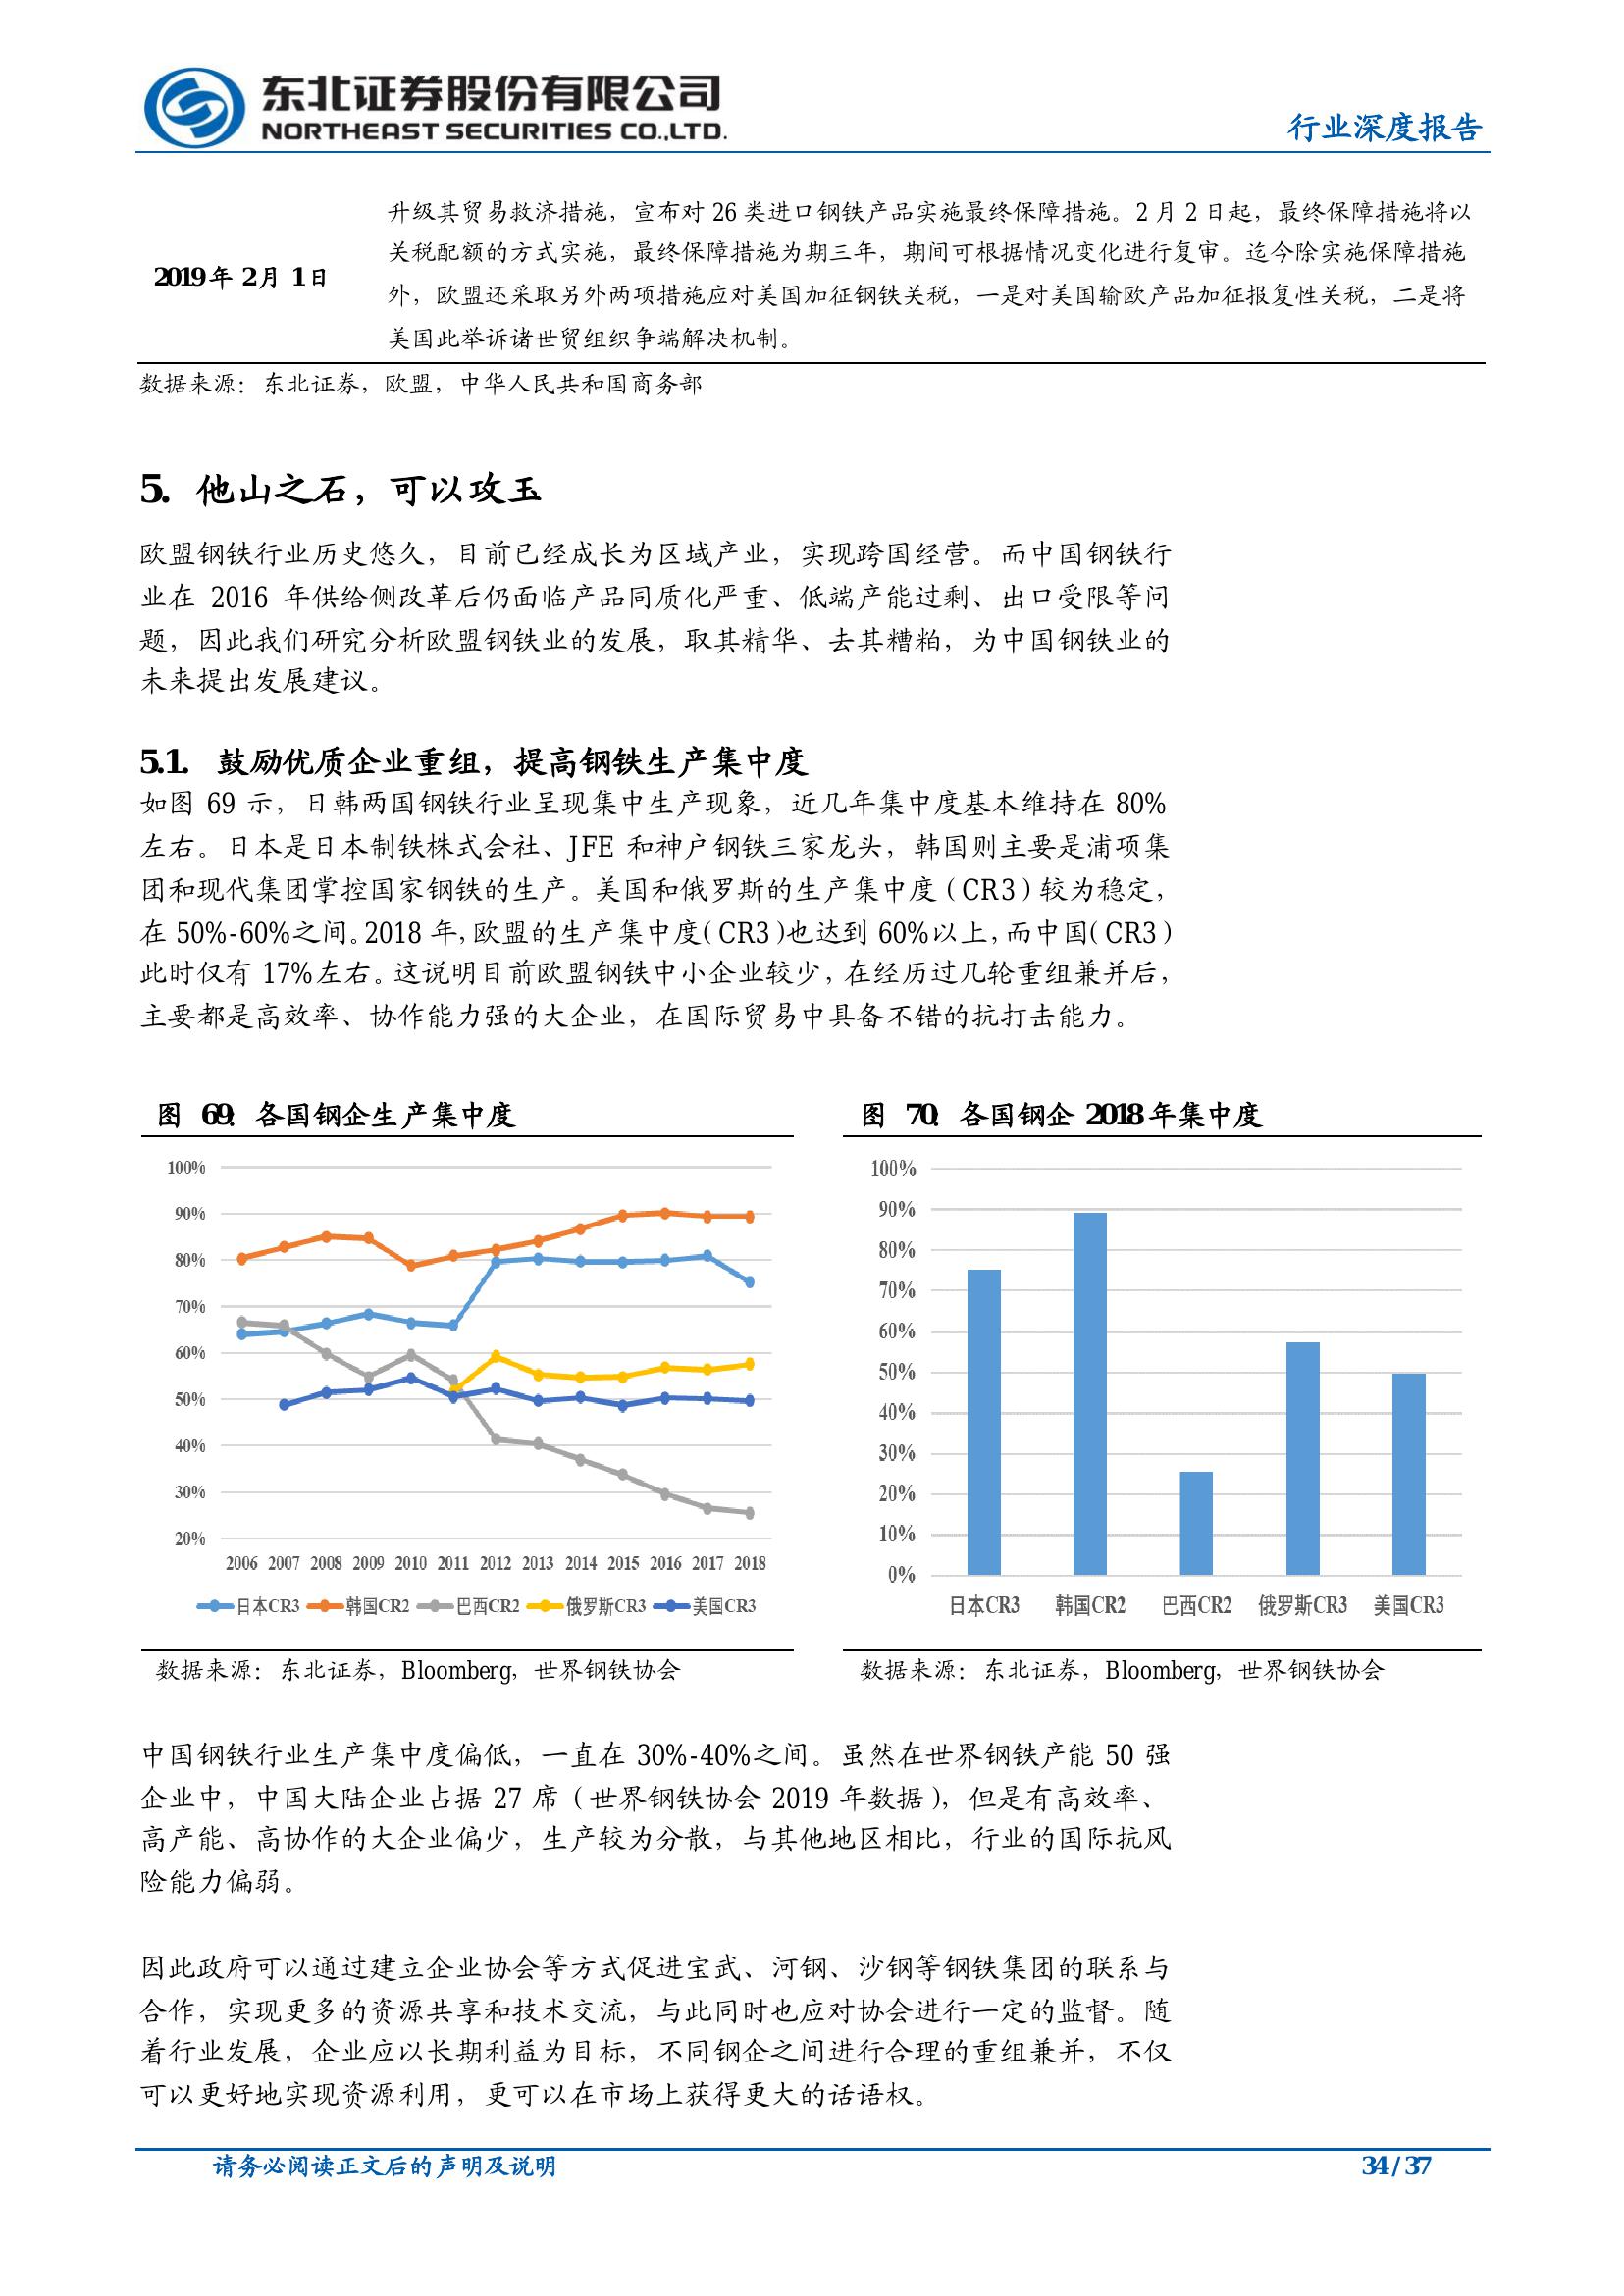 东北证券股份有限公司
NORTHEAST SECURITIES CO.,LTD.
行业深度报告
2019年 2月 1日
升级其贸易救济措施，宣布对 26 类进口钢铁产品实施最终保障措施。2 月 2 日起，最终保障措施将以
关税配额的方式实施，最终保障措施为期三年，期间可根据情况变化进行复审。迄今除实施保障措施
外，欧盟还采取另外两项措施应对美国加征钢铁关税，一是对美国输欧产品加征报复性关税，二是将
美国此举诉诸世贸组织争端解决机制。
数据来源：东北证券，欧盟，中华人民共和国商务部
5. 他山之石，可以攻玉
欧盟钢铁行业历史悠久，目前已经成长为区域产业，实现跨国经营。而中国钢铁行
业在 2016 年供给侧改革后仍面临产品同质化严重、低端产能过剩、出口受限等问
题，因此我们研究分析欧盟钢铁业的发展，取其精华、去其糟粕，为中国钢铁业的
未来提出发展建议。
5.1. 鼓励优质企业重组，提高钢铁生产集中度
如图 69 示，日韩两国钢铁行业呈现集中生产现象，近几年集中度基本维持在 80%
左右。日本是日本制铁株式会社、JFE 和神户钢铁三家龙头，韩国则主要是浦项集
团和现代集团掌控国家钢铁的生产。美国和俄罗斯的生产集中度（CR3）较为稳定，
在 50%-60%之间。2018 年，欧盟的生产集中度（CR3）也达到 60%以上，而中国（CR3）
此时仅有 17%左右。这说明目前欧盟钢铁中小企业较少，在经历过几轮重组兼并后，
主要都是高效率、协作能力强的大企业，在国际贸易中具备不错的抗打击能力。
图 69：各国钢企生产集中度
100%
90%
80%
70%
60%
50%
40%
30%
20%
2006 2007 2008 2009 2010 2011 2012 2013 2014 2015 2016 2017 2018
日本CR3 韩国CR2 巴西CR2 俄罗斯CR3 美国CR3
数据来源：东北证券，Bloomberg，世界钢铁协会
图 70：各国钢企 2018年集中度
100%
90%
80%
70%
60%
50%
40%
30%
20%
10%
0%
日本CR3 韩国CR2 巴西CR2 俄罗斯CR3 美国CR3
数据来源：东北证券，Bloomberg，世界钢铁协会
中国钢铁行业生产集中度偏低，一直在 30%-40%之间。虽然在世界钢铁产能 50 强
企业中，中国大陆企业占据 27 席（世界钢铁协会 2019 年数据），但是有高效率、
高产能、高协作的大企业偏少，生产较为分散，与其他地区相比，行业的国际抗风
险能力偏弱。
因此政府可以通过建立企业协会等方式促进宝武、河钢、沙钢等钢铁集团的联系与
合作，实现更多的资源共享和技术交流，与此同时也应对协会进行一定的监督。随
着行业发展，企业应以长期利益为目标，不同钢企之间进行合理的重组兼并，不仅
可以更好地实现资源利用，更可以在市场上获得更大的话语权。
请务必阅读正文后的声明及说明
34 / 37